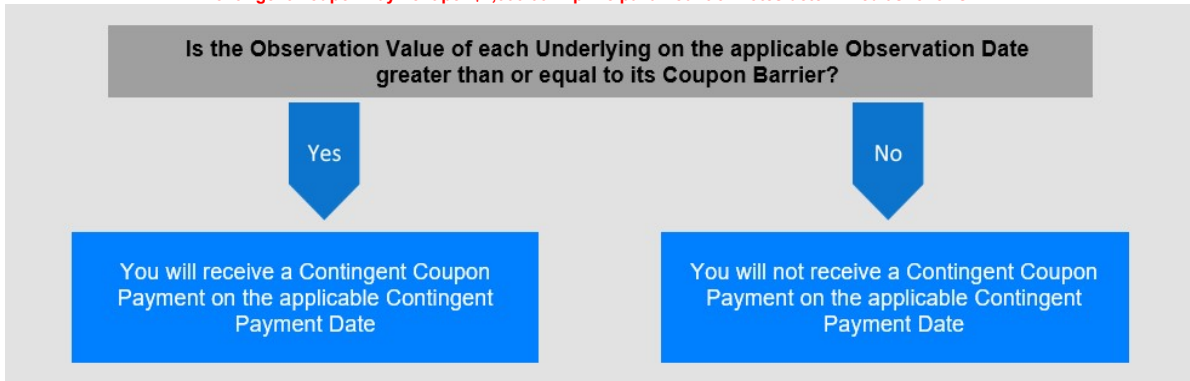 Is the Observation Value of each Underlying on the applicable Observation Date
greater than or equal to its Coupon Barrier?
Yes
No
You will receive a Contingent Coupon
Payment on the applicable Contingent
Payment Date
You will not receive a Contingent Coupon
Payment on the applicable Contingent
Payment Date